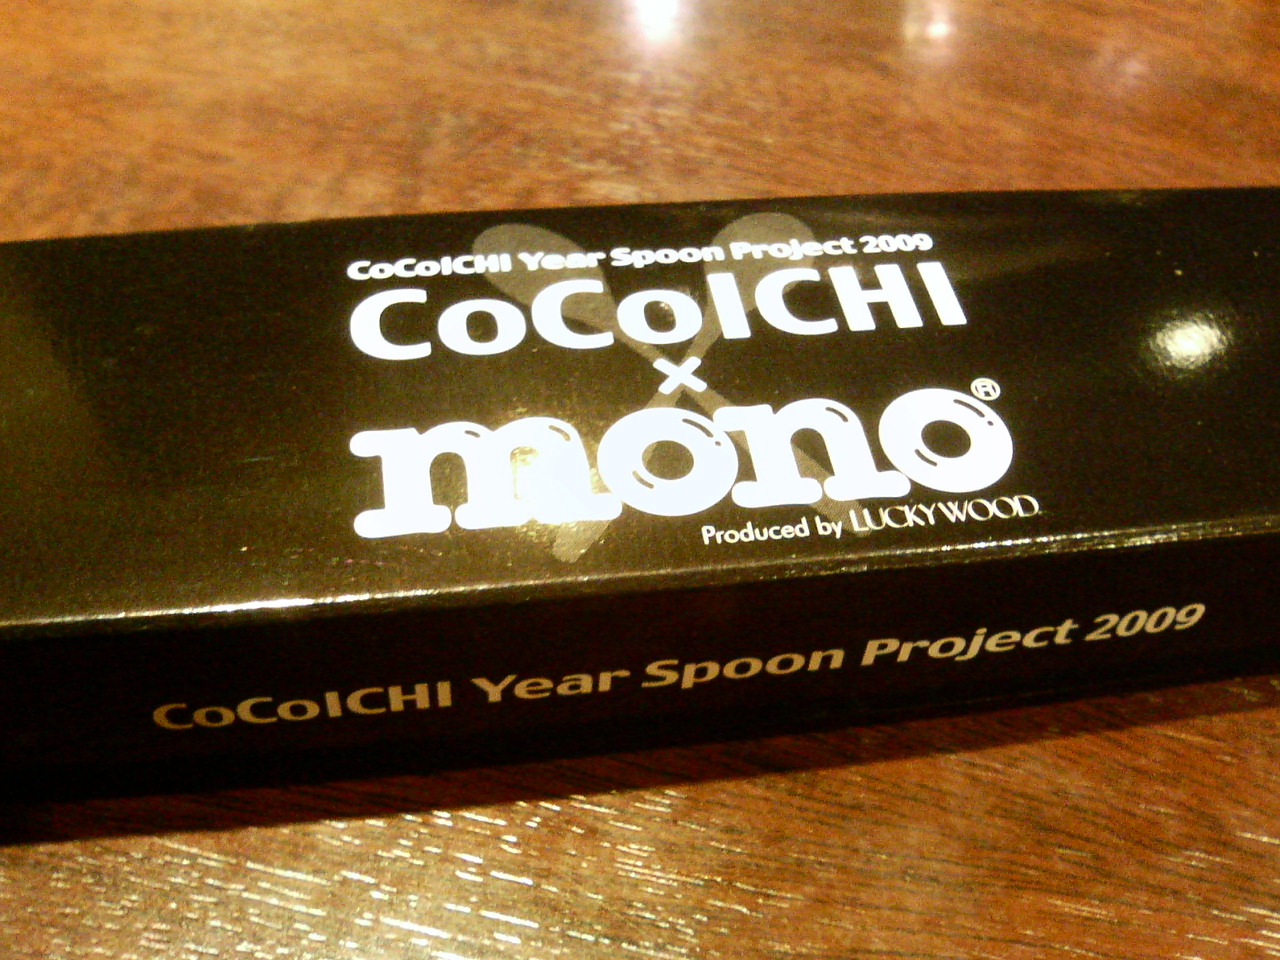 CoCoICHI Year Spoon Project 2009
CoCoICHI
×
mono®
Produced by LUCKYWOOD
CoCoICHI Year Spoon Project 2009